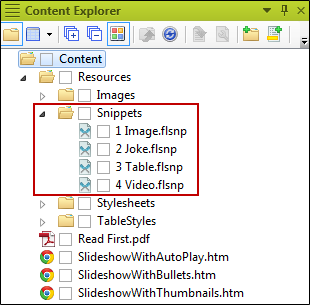 Content Explorer
Content
Resources
Images
Snippets
1 Image.flsnp
2 Joke.flsnp
3 Table.flsnp
4 Video.flsnp
Stylesheets
TableStyles
Read First.pdf
SlideshowWithAutoPlay.htm
SlideshowWithBullets.htm
SlideshowWithThumbnails.htm